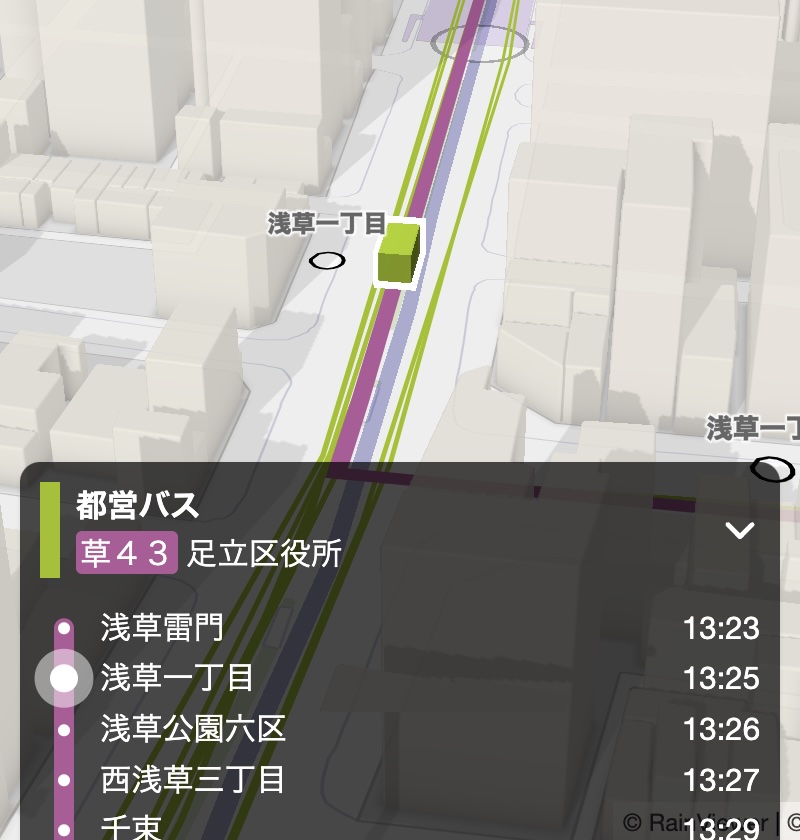 浅草一丁目
浅草一丁
都営バス
草４３ 足立区役所
浅草雷門 13:23
浅草一丁目 13:25
浅草公園六区 13:26
西浅草三丁目 13:27
千束 13:29
© RainViewer | ©